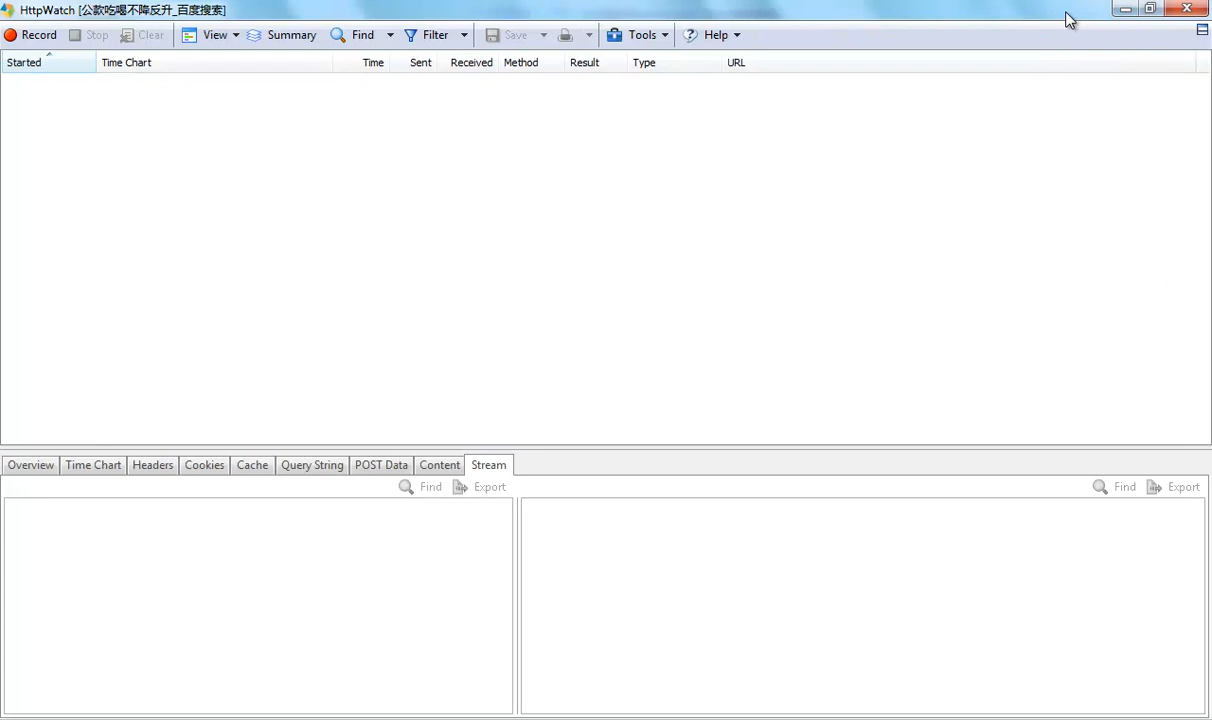 HttpWatch [公款吃喝不降反升_百度搜索]
Record Stop Clear View Summary Find Filter Save Tools Help
Started Time Chart Time Sent Received Method Result Type URL
Overview Time Chart Headers Cookies Cache Query String POST Data Content Stream
Find Export Find Export